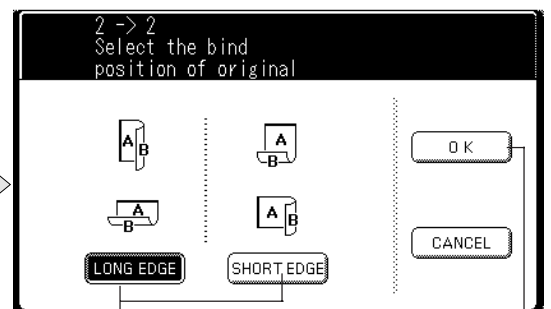 2 -> 2
Select the bind
position of original
A B
A
B
A
B
A B
LONG EDGE
SHORT EDGE
OK
CANCEL